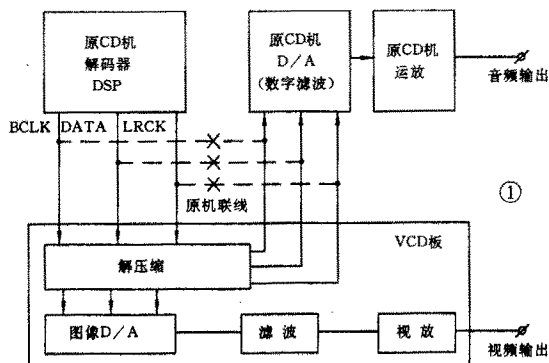 原CD机
解码器
DSP
原CD机
D/A
(数字滤波)
原CD机
运放
音频输出
BCLK DATA LRCK
原机联线
①
VCD板
解压缩
图像D/A
滤波
视放
视频输出